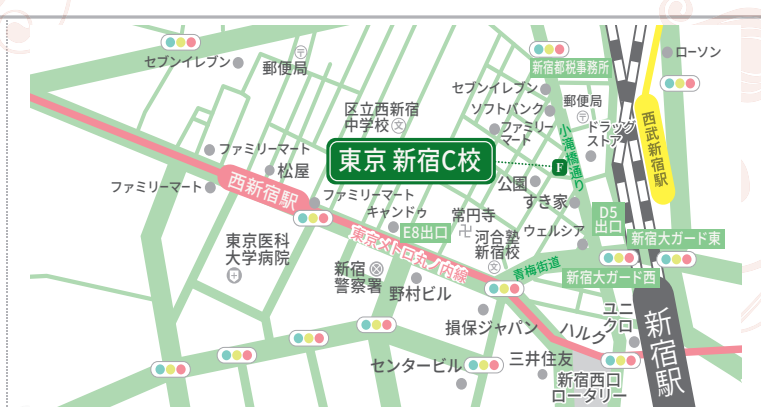 セブンイレブン
郵便局
〒
新宿都税事務所
ローソン
セブンイレブン
ソフトバンク
郵便局
〒
ファミリー
マート
小滝橋通り
ドラッグ
ストア
西武新宿駅
区立西新宿
中学校
文
ファミリーマート
松屋
東京 新宿C校
F
公園
すき家
ファミリーマート
西新宿駅
ファミリーマート
キャンドゥ
E8出口
常円寺
卍
D5
出口
ウェルシア
新宿大ガード東
東京医科
大学病院
東京メトロ丸ノ内線
河合塾
新宿校
文
青梅街道
新宿大ガード西
新宿
警察署
野村ビル
損保ジャパン
ハルク
ユニ
クロ
新宿駅
センタービル
三井住友
新宿西口
ロータリー